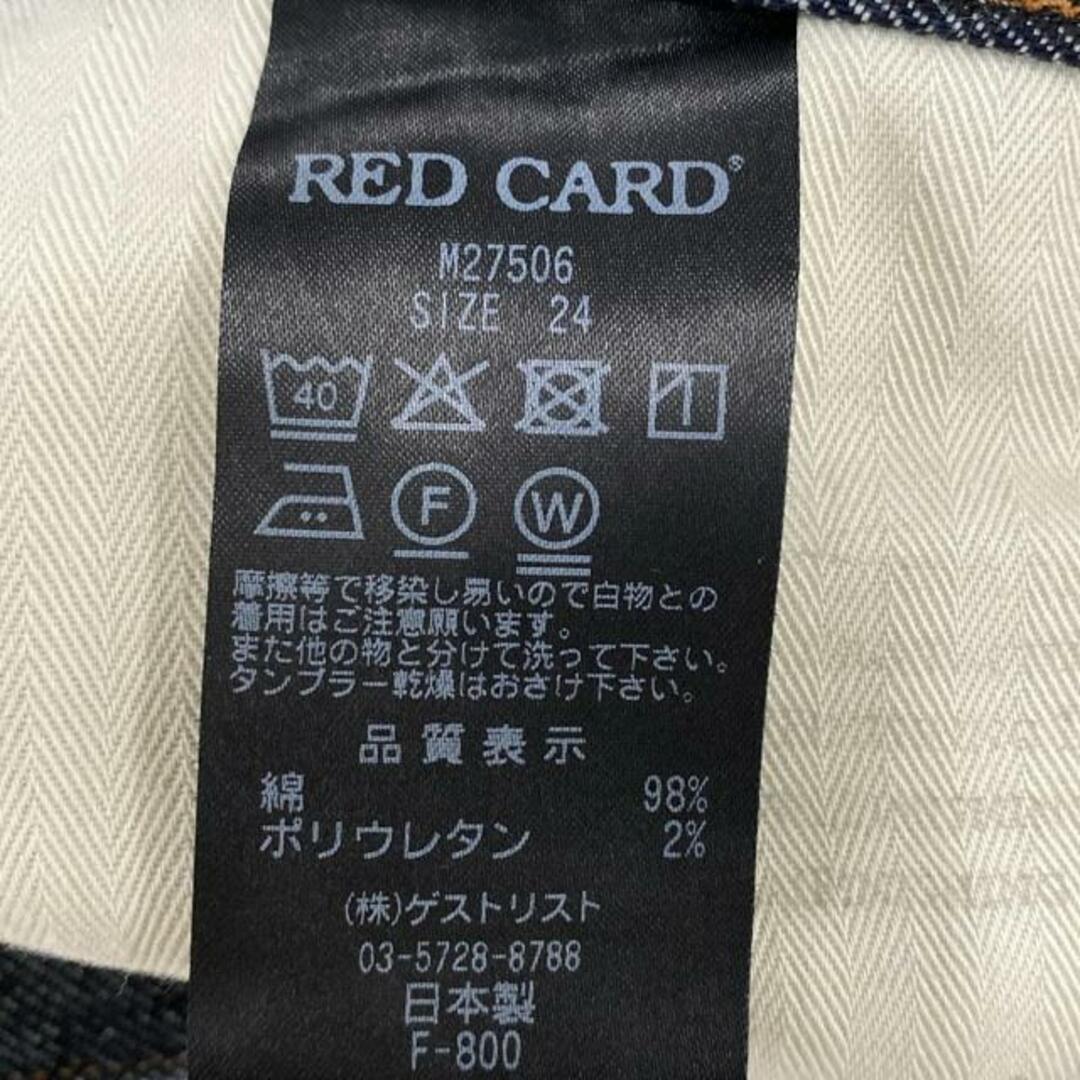 RED CARD®
M27506
SIZE 24
40
F W
摩擦等で移染し易いので白物との
着用はご注意願います。
また他の物と分けて洗って下さい。
タンブラー乾燥はおさけ下さい。
品質表示
綿 98%
ポリウレタン 2%
(株)ゲストリスト
03-5728-8788
日本製
F-800